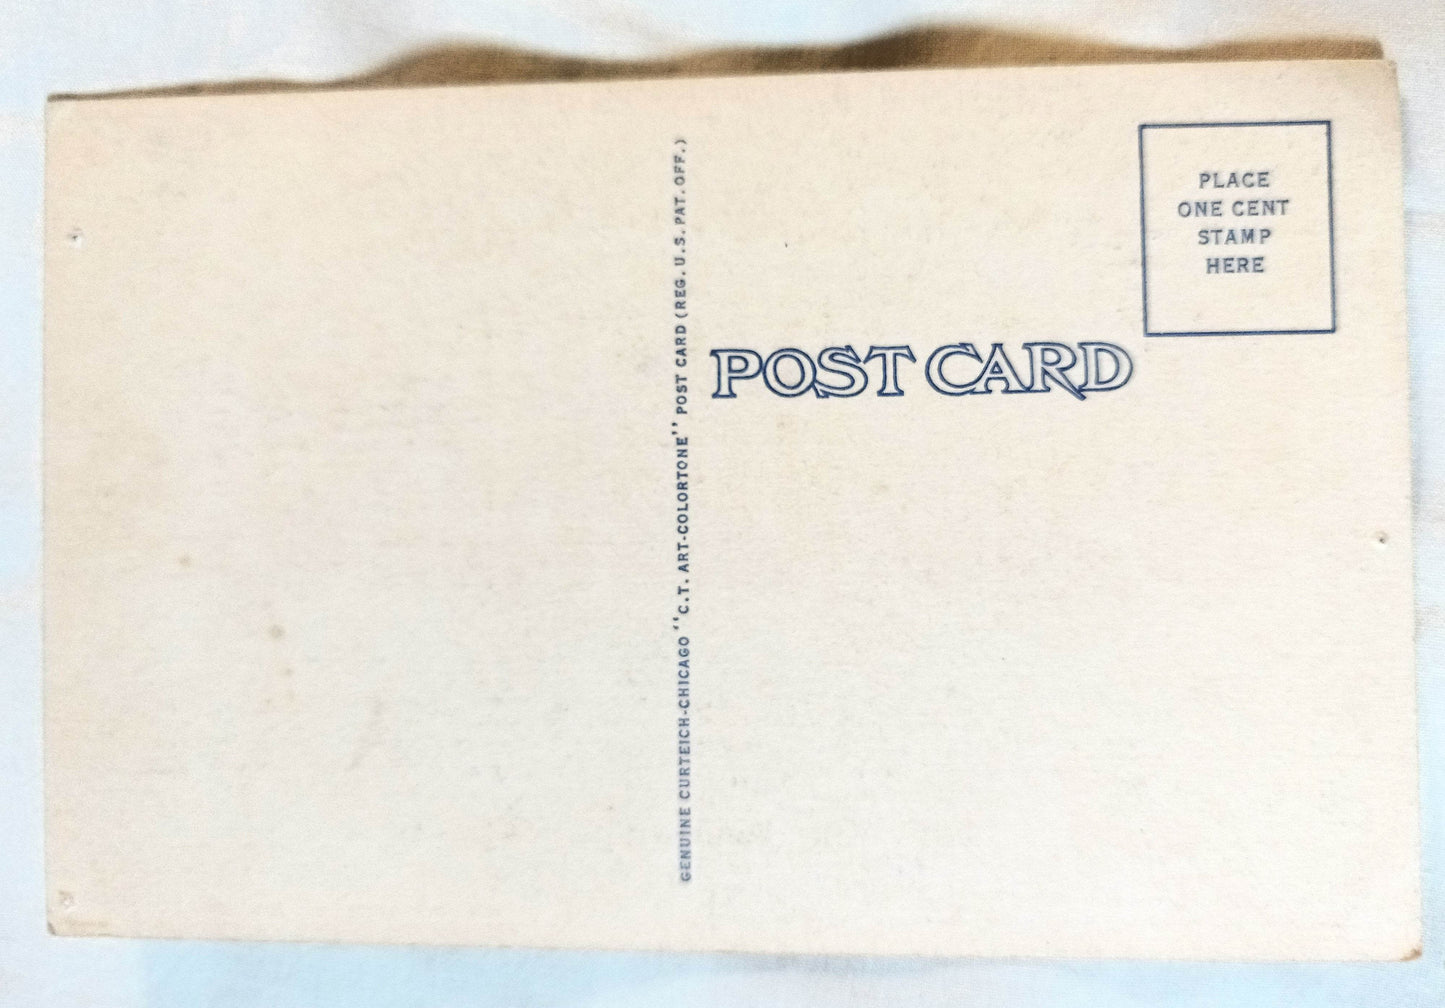 GENUINE CURTEICH-CHICAGO "C.T. ART-COLORTONE" POST CARD (REG. U.S. PAT. OFF.)
PLACE
ONE CENT
STAMP
HERE
POST CARD